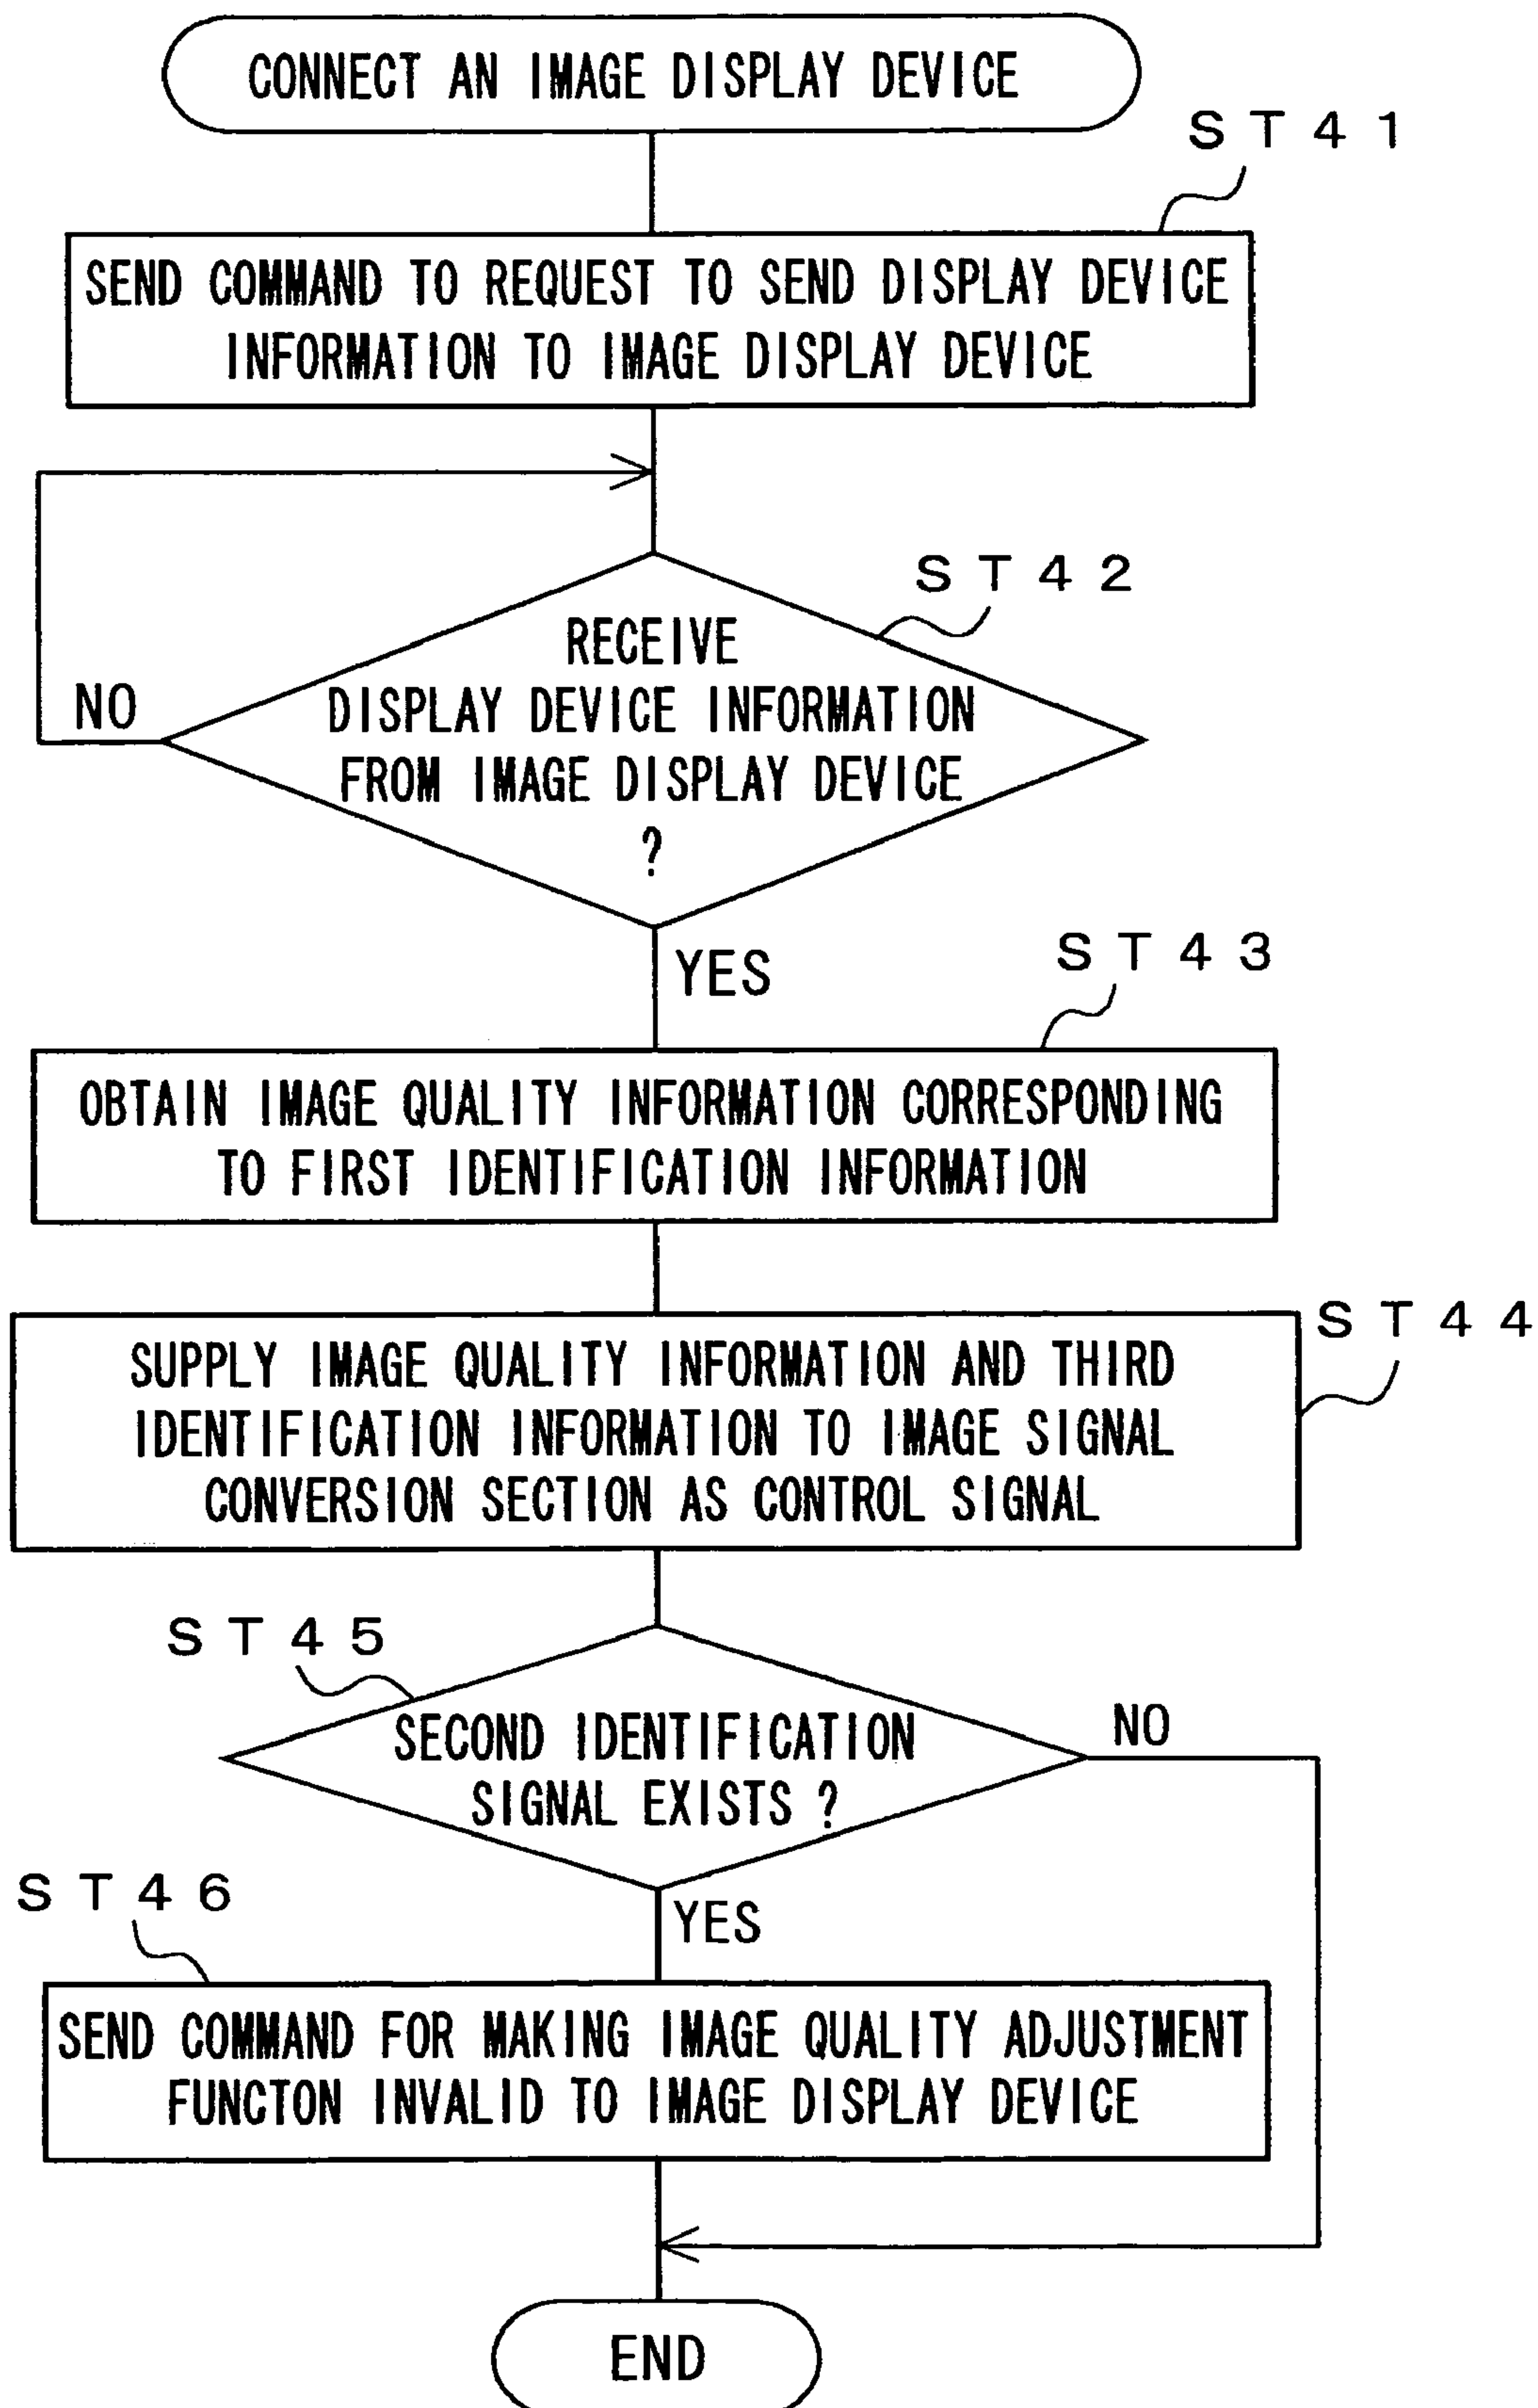 CONNECT AN IMAGE DISPLAY DEVICE
ST41
SEND COMMAND TO REQUEST TO SEND DISPLAY DEVICE
INFORMATION TO IMAGE DISPLAY DEVICE
ST42
RECEIVE
DISPLAY DEVICE INFORMATION
FROM IMAGE DISPLAY DEVICE
?
NO
YES
ST43
OBTAIN IMAGE QUALITY INFORMATION CORRESPONDING
TO FIRST IDENTIFICATION INFORMATION
ST44
SUPPLY IMAGE QUALITY INFORMATION AND THIRD
IDENTIFICATION INFORMATION TO IMAGE SIGNAL
CONVERSION SECTION AS CONTROL SIGNAL
ST45
SECOND IDENTIFICATION
SIGNAL EXISTS ?
NO
YES
ST46
SEND COMMAND FOR MAKING IMAGE QUALITY ADJUSTMENT
FUNCTON INVALID TO IMAGE DISPLAY DEVICE
END